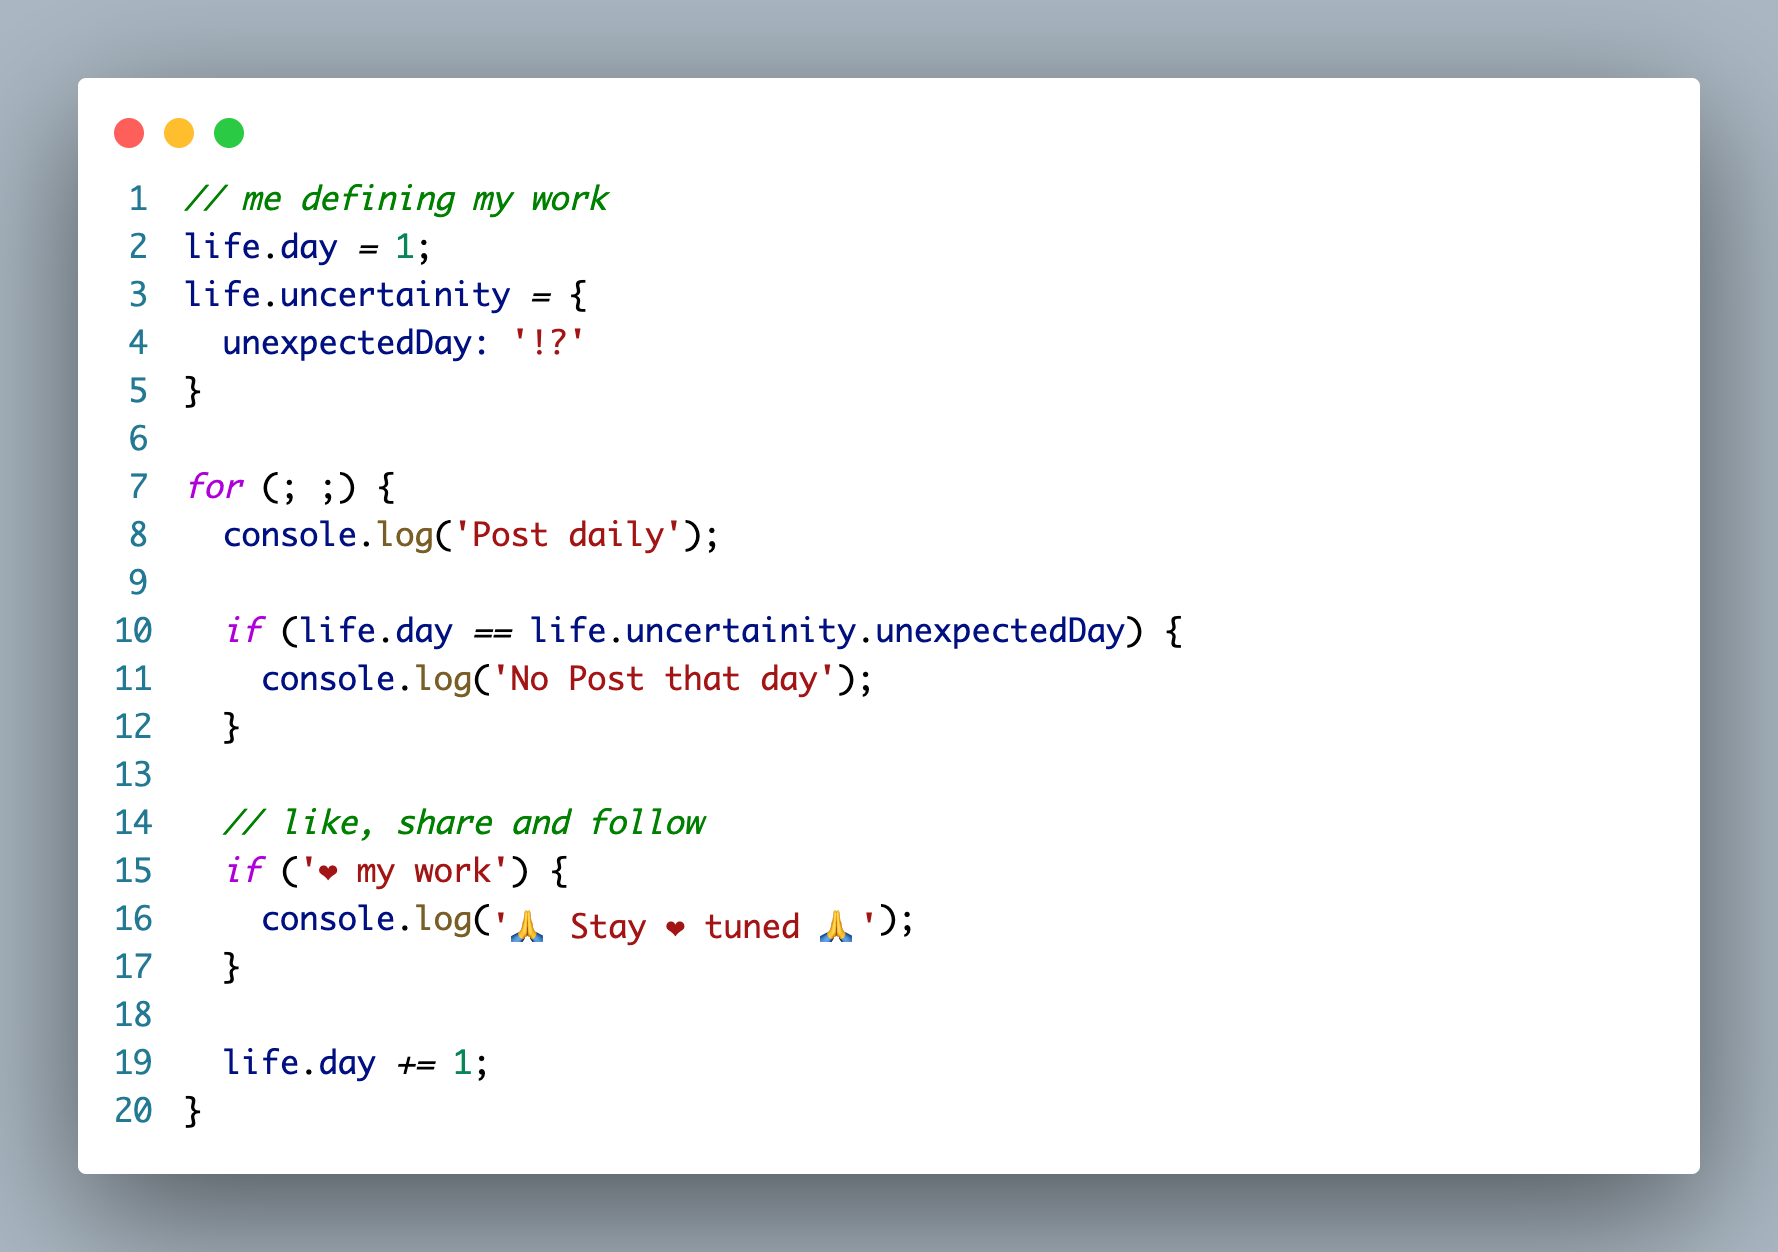 1 // me defining my work
2 life.day = 1;
3 life.uncertainity = {
4   unexpectedDay: '!?'
5 }
6
7 for (; ;) {
8   console.log('Post daily');
9
10   if (life.day == life.uncertainity.unexpectedDay) {
11     console.log('No Post that day');
12   }
13
14   // like, share and follow
15   if ('❤ my work') {
16     console.log('🙏 Stay ❤ tuned 🙏');
17   }
18
19   life.day += 1;
20 }